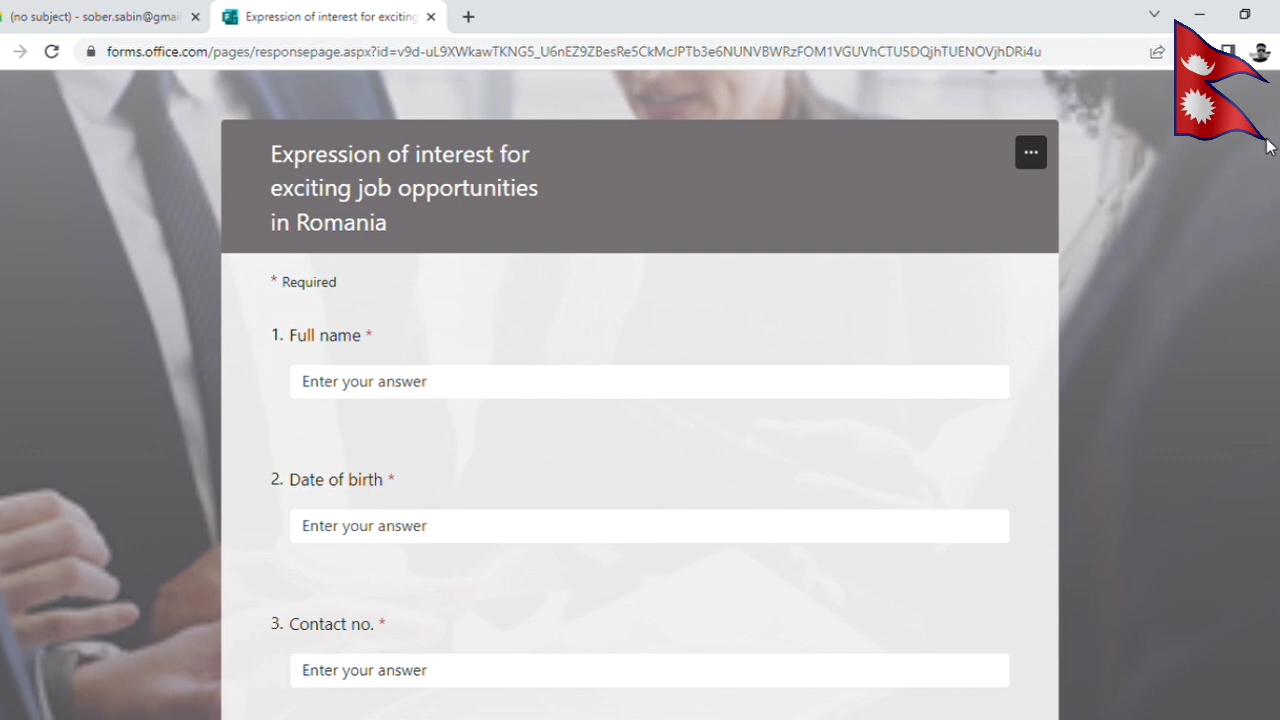 (no subject) - sober.sabin@gmai
Expression of interest for exciting
forms.office.com/pages/responsepage.aspx?id=v9d-uL9XWkawTKNG5_U6nEZ9ZBesRe5CkMcJPTb3e6NUNVBWRzFOM1VGUVhCTU5DQjhTUENOVjhDRi4u
Expression of interest for
exciting job opportunities
in Romania
* Required
1. Full name *
Enter your answer
2. Date of birth *
Enter your answer
3. Contact no. *
Enter your answer